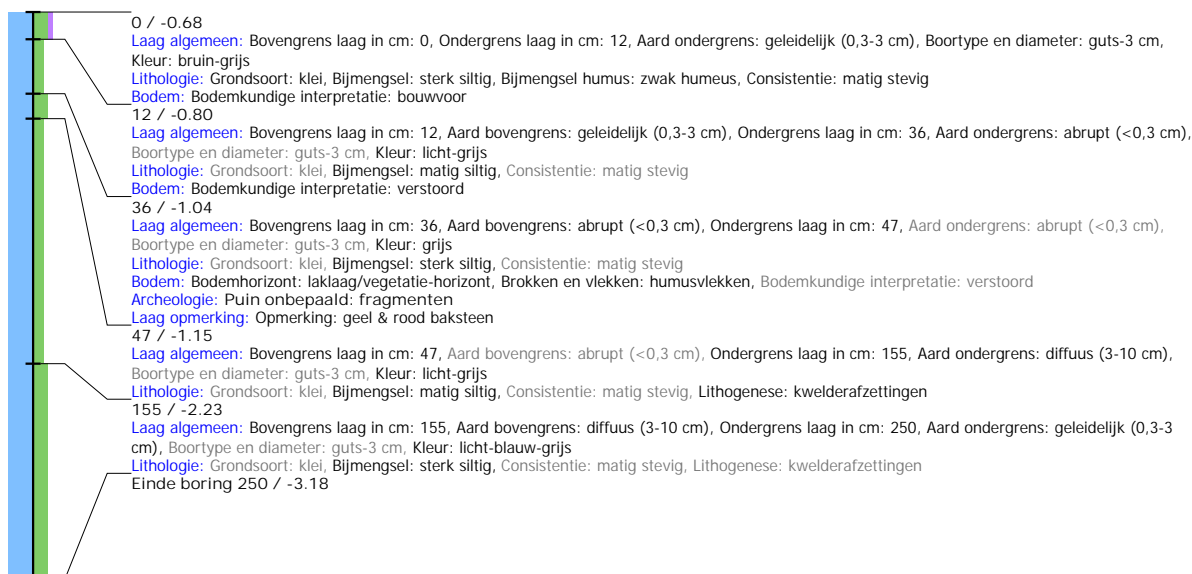 0 / -0.68
Laag algemeen: Bovengrens laag in cm: 0, Ondergrens laag in cm: 12, Aard ondergrens: geleidelijk (0,3-3 cm), Boortype en diameter: guts-3 cm,
Kleur: bruin-grijs
Lithologie: Grondsoort: klei, Bijmengsel: sterk siltig, Bijmengsel humus: zwak humeus, Consistentie: matig stevig
Bodem: Bodemkundige interpretatie: bouwvoor
12 / -0.80
Laag algemeen: Bovengrens laag in cm: 12, Aard bovengrens: geleidelijk (0,3-3 cm), Ondergrens laag in cm: 36, Aard ondergrens: abrupt (<0,3 cm),
Boortype en diameter: guts-3 cm, Kleur: licht-grijs
Lithologie: Grondsoort: klei, Bijmengsel: matig siltig, Consistentie: matig stevig
Bodem: Bodemkundige interpretatie: verstoord
36 / -1.04
Laag algemeen: Bovengrens laag in cm: 36, Aard bovengrens: abrupt (<0,3 cm), Ondergrens laag in cm: 47, Aard ondergrens: abrupt (<0,3 cm),
Boortype en diameter: guts-3 cm, Kleur: grijs
Lithologie: Grondsoort: klei, Bijmengsel: sterk siltig, Consistentie: matig stevig
Bodem: Bodemhorizont: laklaag/vegetatie-horizont, Brokken en vlekken: humusvlekken, Bodemkundige interpretatie: verstoord
Archeologie: Puin onbepaald: fragmenten
Laag opmerking: Opmerking: geel & rood baksteen
47 / -1.15
Laag algemeen: Bovengrens laag in cm: 47, Aard bovengrens: abrupt (<0,3 cm), Ondergrens laag in cm: 155, Aard ondergrens: diffuus (3-10 cm),
Boortype en diameter: guts-3 cm, Kleur: licht-grijs
Lithologie: Grondsoort: klei, Bijmengsel: matig siltig, Consistentie: matig stevig, Lithogenese: kwelderafzettingen
155 / -2.23
Laag algemeen: Bovengrens laag in cm: 155, Aard bovengrens: diffuus (3-10 cm), Ondergrens laag in cm: 250, Aard ondergrens: geleidelijk (0,3-3
cm), Boortype en diameter: guts-3 cm, Kleur: licht-blauw-grijs
Lithologie: Grondsoort: klei, Bijmengsel: sterk siltig, Consistentie: matig stevig, Lithogenese: kwelderafzettingen
Einde boring 250 / -3.18